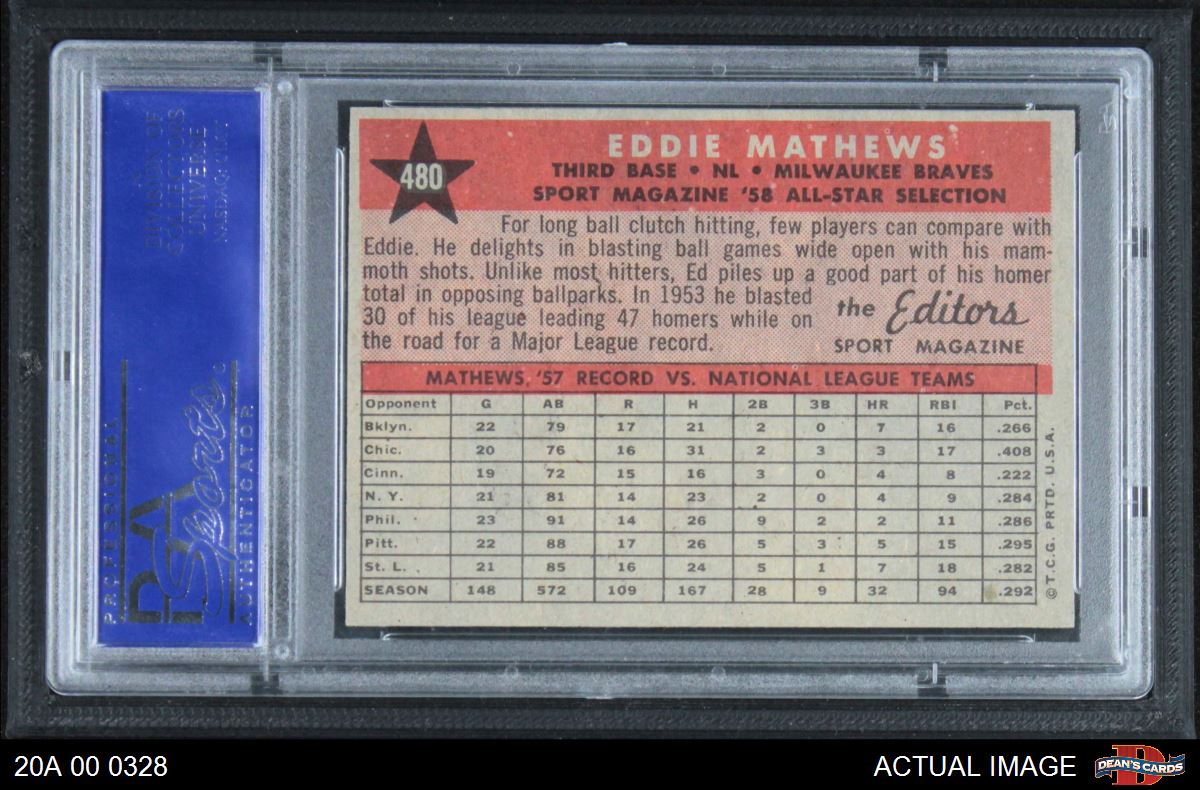 DIVISION OF
COLLECTORS
UNIVERSE
NASDAQ: CLCT
PROFESSIONAL
PSA
Sports
AUTHENTICATOR
480
EDDIE MATHEWS
THIRD BASE • NL • MILWAUKEE BRAVES
SPORT MAGAZINE '58 ALL-STAR SELECTION
For long ball clutch hitting, few players can compare with
Eddie. He delights in blasting ball games wide open with his mam-
moth shots. Unlike most hitters, Ed piles up a good part of his homer
total in opposing ballparks. In 1953 he blasted
30 of his league leading 47 homers while on
the road for a Major League record.
the Editors
SPORT MAGAZINE
MATHEWS, '57 RECORD VS. NATIONAL LEAGUE TEAMS
Opponent G AB R H 2B 3B HR RBI Pct.
Bklyn. 22 79 17 21 2 0 7 16 .266
Chic. 20 76 16 31 2 3 3 17 .408
Cinn. 19 72 15 16 3 0 4 8 .222
N. Y. 21 81 14 23 2 0 4 9 .284
Phil. 23 91 14 26 9 2 2 11 .286
Pitt. 22 88 17 26 5 3 5 15 .295
St. L. 21 85 16 24 5 1 7 18 .282
SEASON 148 572 109 167 28 9 32 94 .292
© T.C.G. PRTD. U.S.A.
20A 00 0328
ACTUAL IMAGE
DEAN'S CARDS